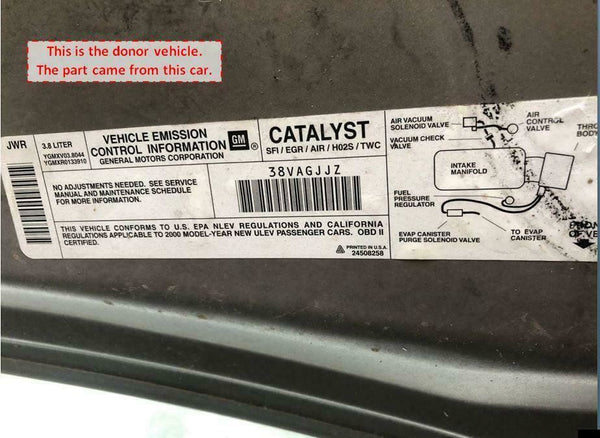 This is the donor vehicle.
The part came from this car.
JWR
3.8 LITER
YGMXV03.8044
YGMXR0133910
VEHICLE EMISSION
CONTROL INFORMATION GM ®
GENERAL MOTORS CORPORATION
CATALYST
SFI / EGR / AIR / H02S / TWC
NO ADJUSTMENTS NEEDED. SEE SERVICE
MANUAL AND MAINTENANCE SCHEDULE
FOR MORE INFORMATION.
38VAGJJZ
THIS VEHICLE CONFORMS TO U.S. EPA NLEV REGULATIONS AND CALIFORNIA
REGULATIONS APPLICABLE TO 2000 MODEL-YEAR NEW ULEV PASSENGER CARS. OBD II
CERTIFIED.
PRINTED IN U.S.A.
24508258
AIR VACUUM
SOLENOID VALVE
AIR
CONTROL
VALVE
VACUUM CHECK
VALVE
THRO
BODY
INTAKE
MANIFOLD
FUEL
PRESSURE
REGULATOR
EVAP CANISTER
PURGE SOLENOID VALVE
TO EVAP
CANISTER